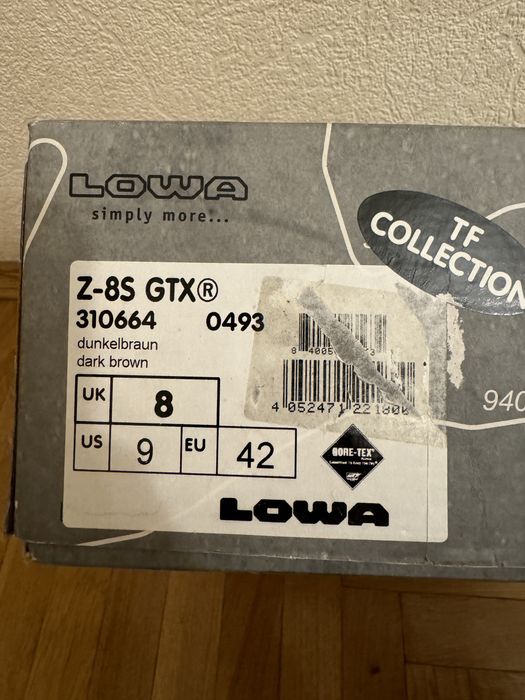 LOWA
simply more...
TF
COLLECTION
Z-8S GTX®
310664 0493
dunkelbraun
dark brown
UK 8
US 9 EU 42
4 052471
940
GORE-TEX
LOWA